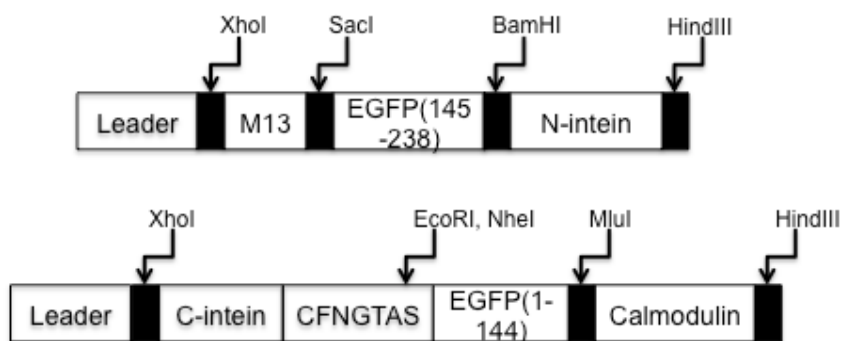 XhoI SacI BamHI HindIII
Leader M13 EGFP(145
-238) N-intein
XhoI EcoRI, NheI MluI HindIII
Leader C-intein CFNGTAS EGFP(1-
144) Calmodulin